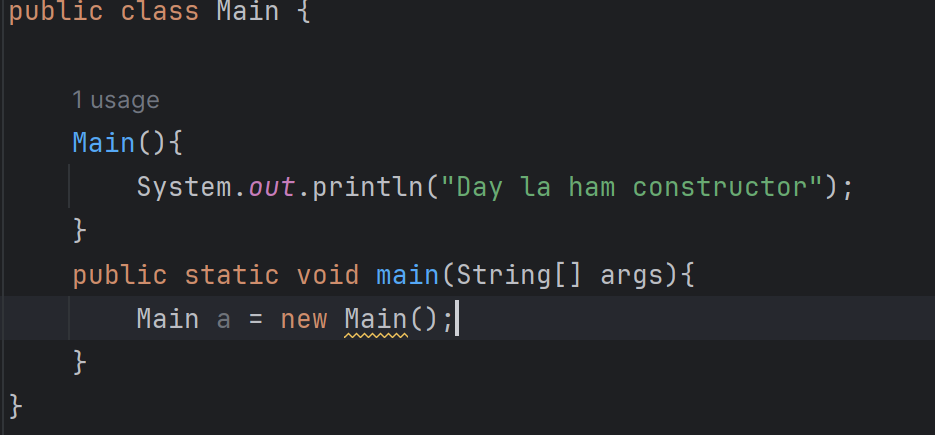 public class Main {
1 usage
Main(){
System.out.println("Day la ham constructor");
}
public static void main(String[] args){
Main a = new Main();
}
}